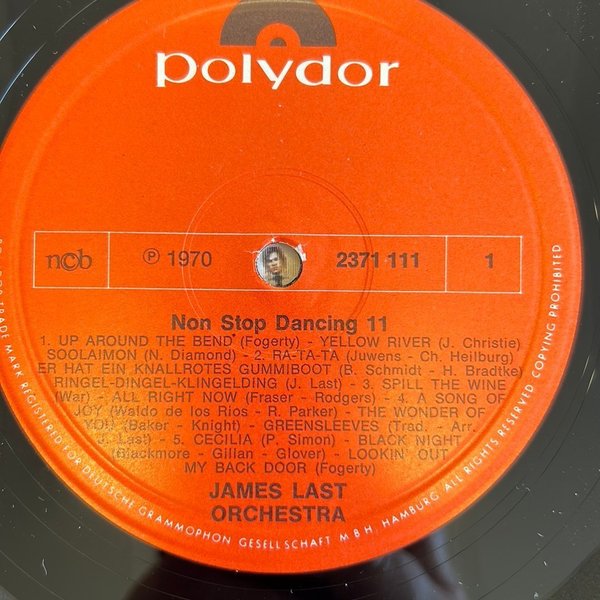 polydor
ncb
℗ 1970
2371 111
1
Non Stop Dancing 11
1. UP AROUND THE BEND (Fogerty) - YELLOW RIVER (J. Christie)
SOOLAIMON (N. Diamond) - 2. RA-TA-TA (Juwens - Ch. Heilburg)
ER HAT EIN KNALLROTES GUMMIBOOT (B. Schmidt - H. Bradtke)
RINGEL-DINGEL-KLINGELDING (J. Last) - 3. SPILL THE WINE
(War) - ALL RIGHT NOW (Fraser - Rodgers) - 4. A SONG OF
JOY (Waldo de los Rios - R. Parker) - THE WONDER OF
YOU (Baker - Knight) - GREENSLEEVES (Trad. - Arr.
J. Last) - 5. CECILIA (P. Simon) - BLACK NIGHT
(Blackmore - Gillan - Glover) - LOOKIN' OUT
MY BACK DOOR (Fogerty)
JAMES LAST
ORCHESTRA
TRADE MARK REGISTERED FOR DEUTSCHE GRAMMOPHON GESELLSCHAFT M B H, HAMBURG ALL RIGHTS RESERVED COPYING PROHIBITED